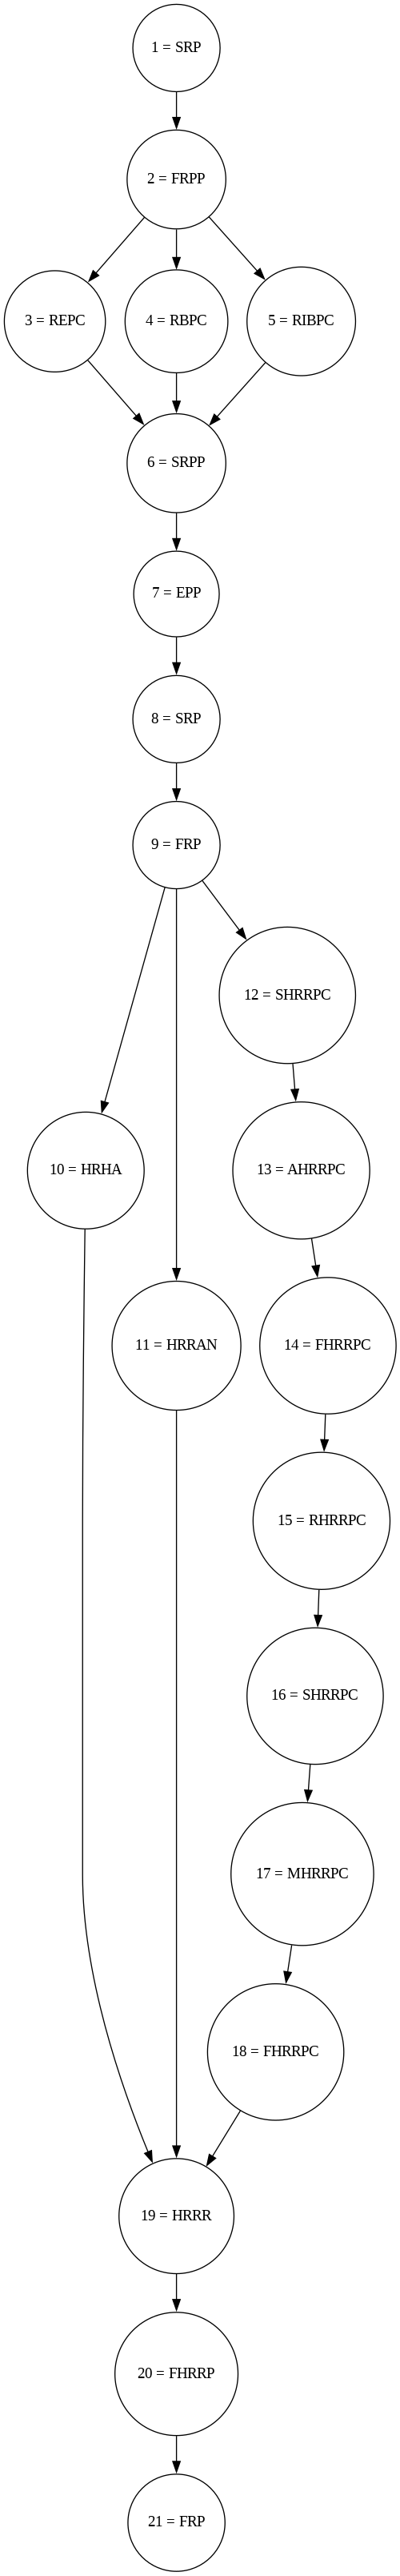 1 = SRP
2 = FRPP
3 = REPC
4 = RBPC
5 = RIBPC
6 = SRPP
7 = EPP
8 = SRP
9 = FRP
12 = SHRRPC
10 = HRHA
13 = AHRRPC
11 = HRRAN
14 = FHRRPC
15 = RHRRPC
16 = SHRRPC
17 = MHRRPC
18 = FHRRPC
19 = HRRR
20 = FHRRP
21 = FRP